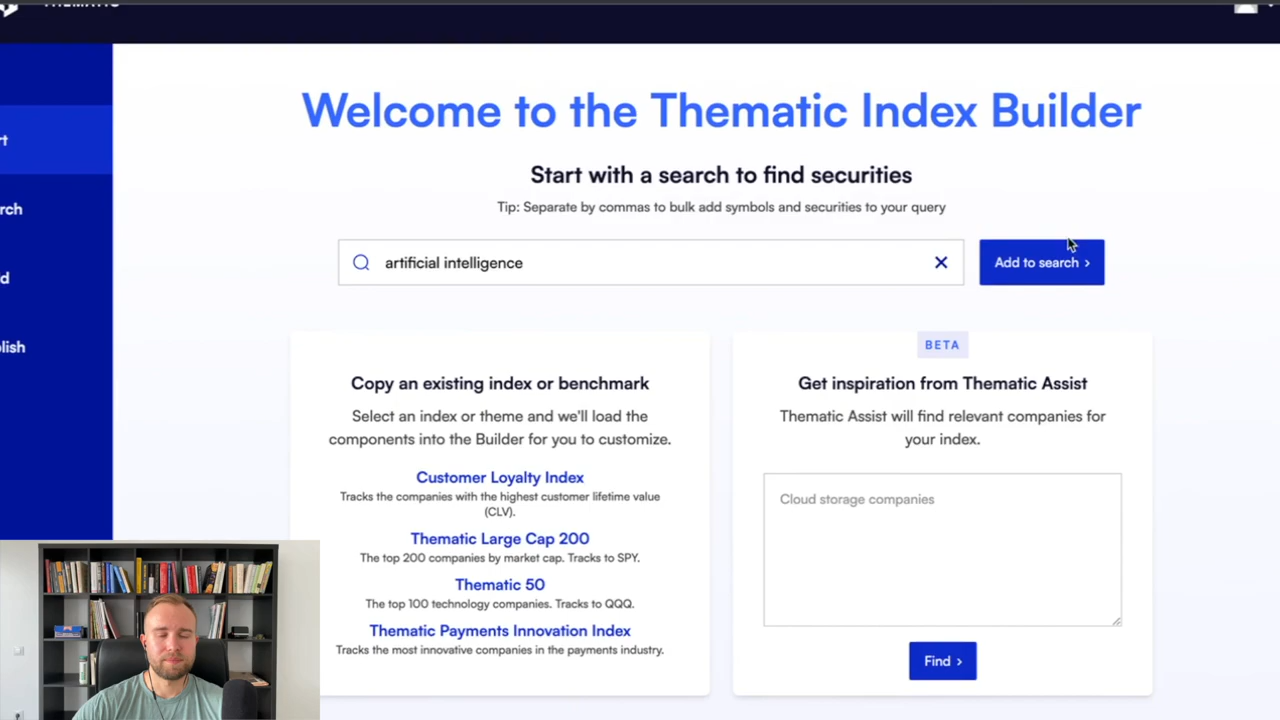 Welcome to the Thematic Index Builder
Start with a search to find securities
Tip: Separate by commas to bulk add symbols and securities to your query
artificial intelligence
Add to search ›
Copy an existing index or benchmark
Select an index or theme and we'll load the
components into the Builder for you to customize.
Customer Loyalty Index
Tracks the companies with the highest customer lifetime value
(CLV).
Thematic Large Cap 200
The top 200 companies by market cap. Tracks to SPY.
Thematic 50
The top 100 technology companies. Tracks to QQQ.
Thematic Payments Innovation Index
Tracks the most innovative companies in the payments industry.
BETA
Get inspiration from Thematic Assist
Thematic Assist will find relevant companies for
your index.
Cloud storage companies
Find ›